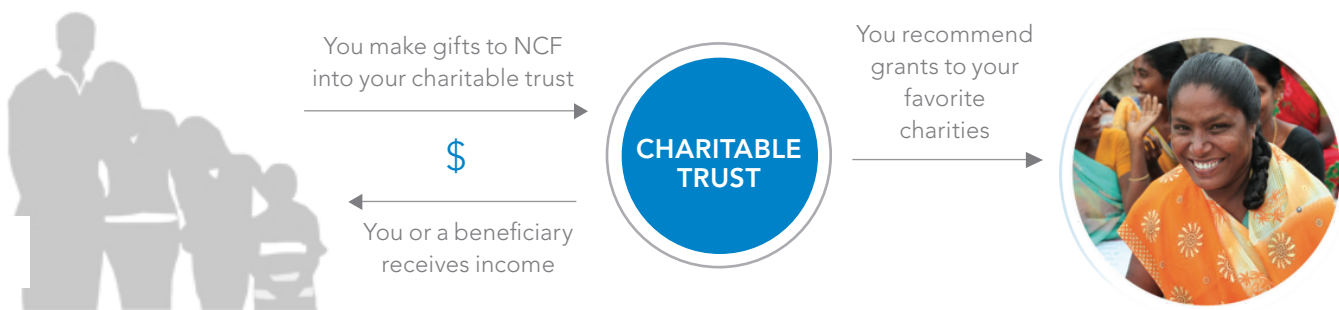 You make gifts to NCF
into your charitable trust
$
You or a beneficiary
receives income
CHARITABLE
TRUST
You recommend
grants to your
favorite
charities